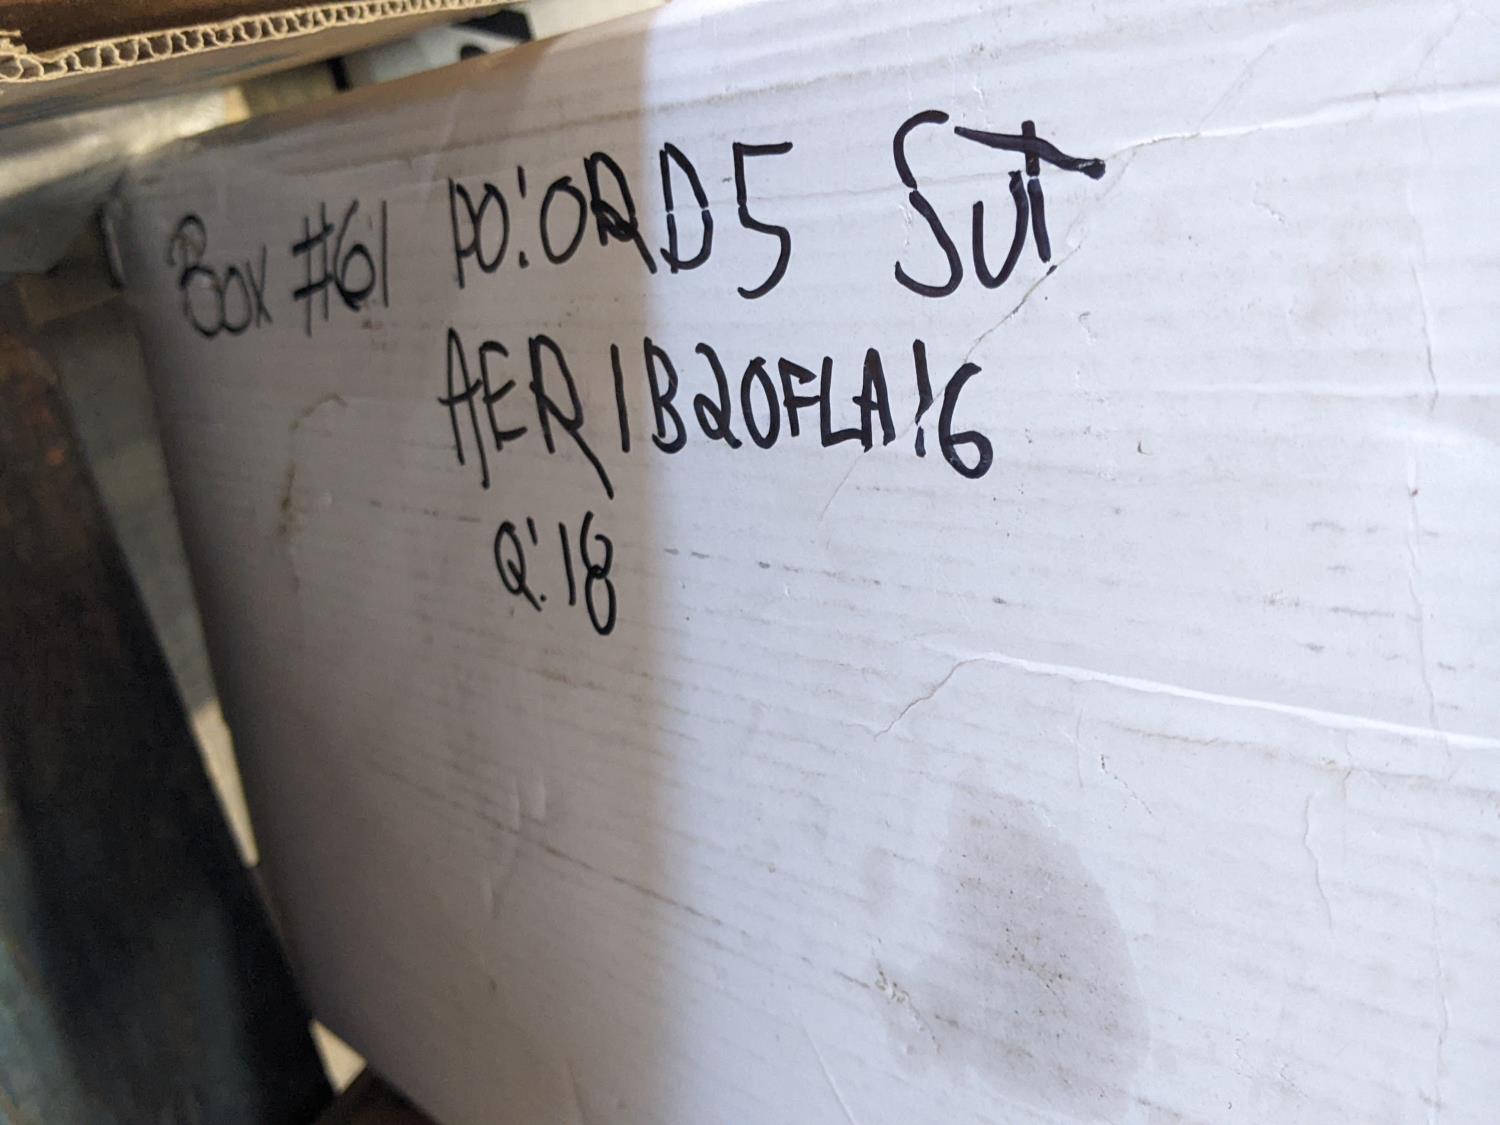 Box #61 PO:ORD5 SUT
AER1B20FLA16
Q:18